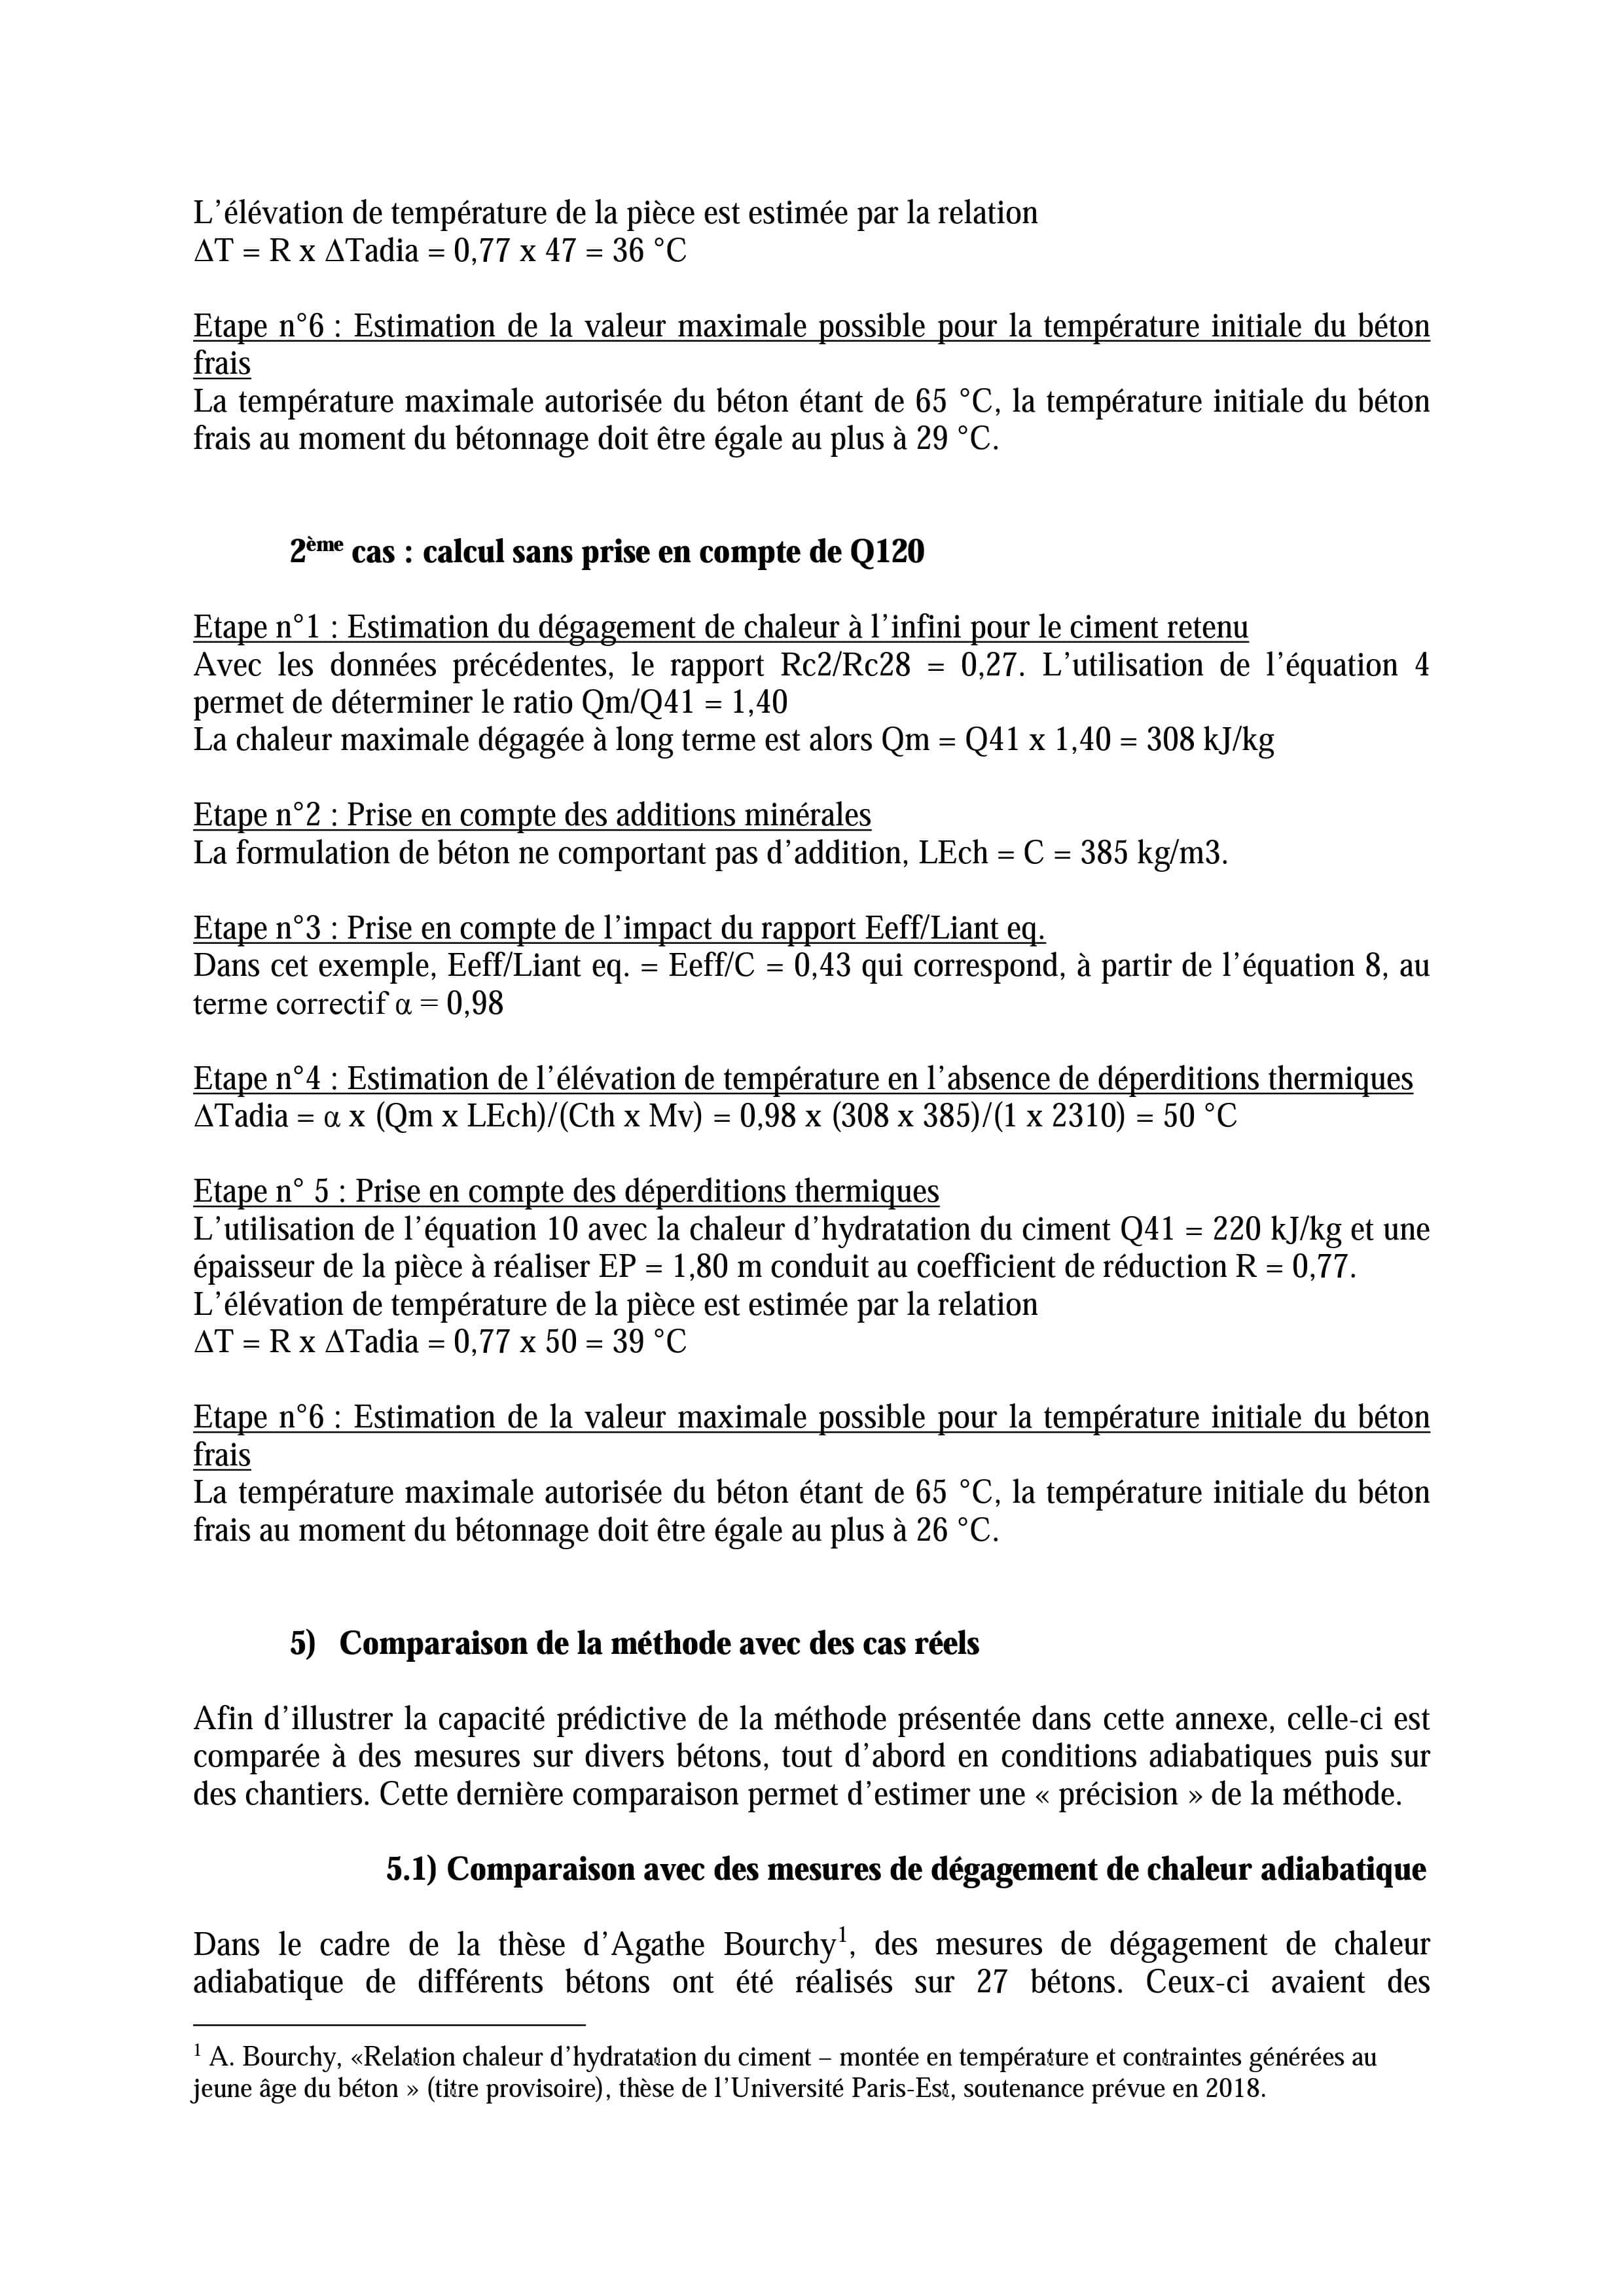 L’élévation de température de la pièce est estimée par la relation
ΔT = R x ΔTadia = 0,77 x 47 = 36 °C
Etape n°6 : Estimation de la valeur maximale possible pour la température initiale du béton
frais
La température maximale autorisée du béton étant de 65 °C, la température initiale du béton
frais au moment du bétonnage doit être égale au plus à 29 °C.
2ème cas : calcul sans prise en compte de Q120
Etape n°1 : Estimation du dégagement de chaleur à l’infini pour le ciment retenu
Avec les données précédentes, le rapport Rc2/Rc28 = 0,27. L’utilisation de l’équation 4
permet de déterminer le ratio Qm/Q41 = 1,40
La chaleur maximale dégagée à long terme est alors Qm = Q41 x 1,40 = 308 kJ/kg
Etape n°2 : Prise en compte des additions minérales
La formulation de béton ne comportant pas d’addition, LEch = C = 385 kg/m3.
Etape n°3 : Prise en compte de l’impact du rapport Eeff/Liant eq.
Dans cet exemple, Eeff/Liant eq. = Eeff/C = 0,43 qui correspond, à partir de l’équation 8, au
terme correctif α = 0,98
Etape n°4 : Estimation de l’élévation de température en l’absence de déperditions thermiques
ΔTadia = α x (Qm x LEch)/(Cth x Mv) = 0,98 x (308 x 385)/(1 x 2310) = 50 °C
Etape n° 5 : Prise en compte des déperditions thermiques
L’utilisation de l’équation 10 avec la chaleur d’hydratation du ciment Q41 = 220 kJ/kg et une
épaisseur de la pièce à réaliser EP = 1,80 m conduit au coefficient de réduction R = 0,77.
L’élévation de température de la pièce est estimée par la relation
ΔT = R x ΔTadia = 0,77 x 50 = 39 °C
Etape n°6 : Estimation de la valeur maximale possible pour la température initiale du béton
frais
La température maximale autorisée du béton étant de 65 °C, la température initiale du béton
frais au moment du bétonnage doit être égale au plus à 26 °C.
5) Comparaison de la méthode avec des cas réels
Afin d’illustrer la capacité prédictive de la méthode présentée dans cette annexe, celle-ci est
comparée à des mesures sur divers bétons, tout d’abord en conditions adiabatiques puis sur
des chantiers. Cette dernière comparaison permet d’estimer une « précision » de la méthode.
5.1) Comparaison avec des mesures de dégagement de chaleur adiabatique
Dans le cadre de la thèse d’Agathe Bourchy1, des mesures de dégagement de chaleur
adiabatique de différents bétons ont été réalisés sur 27 bétons. Ceux-ci avaient des
1 A. Bourchy, «Relation chaleur d’hydratation du ciment – montée en température et contraintes générées au
jeune âge du béton » (titre provisoire), thèse de l’Université Paris-Est, soutenance prévue en 2018.